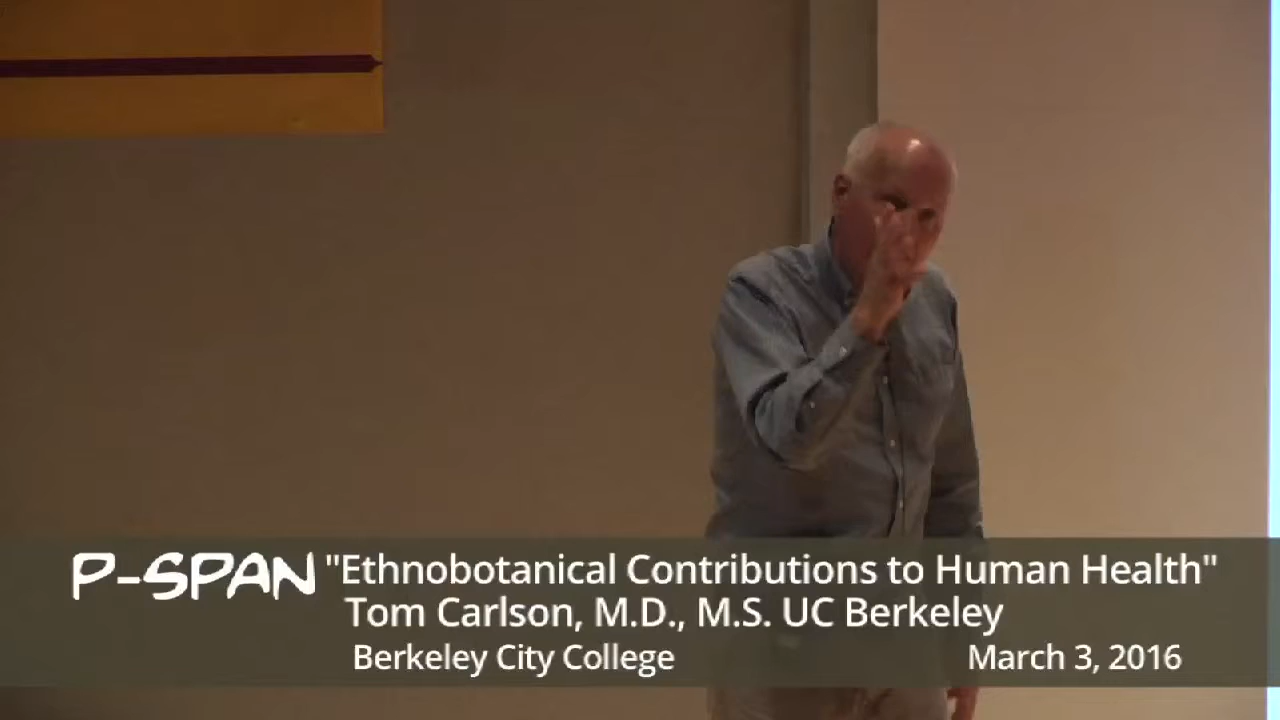 P-SPAN "Ethnobotanical Contributions to Human Health"
Tom Carlson, M.D., M.S. UC Berkeley
Berkeley City College March 3, 2016